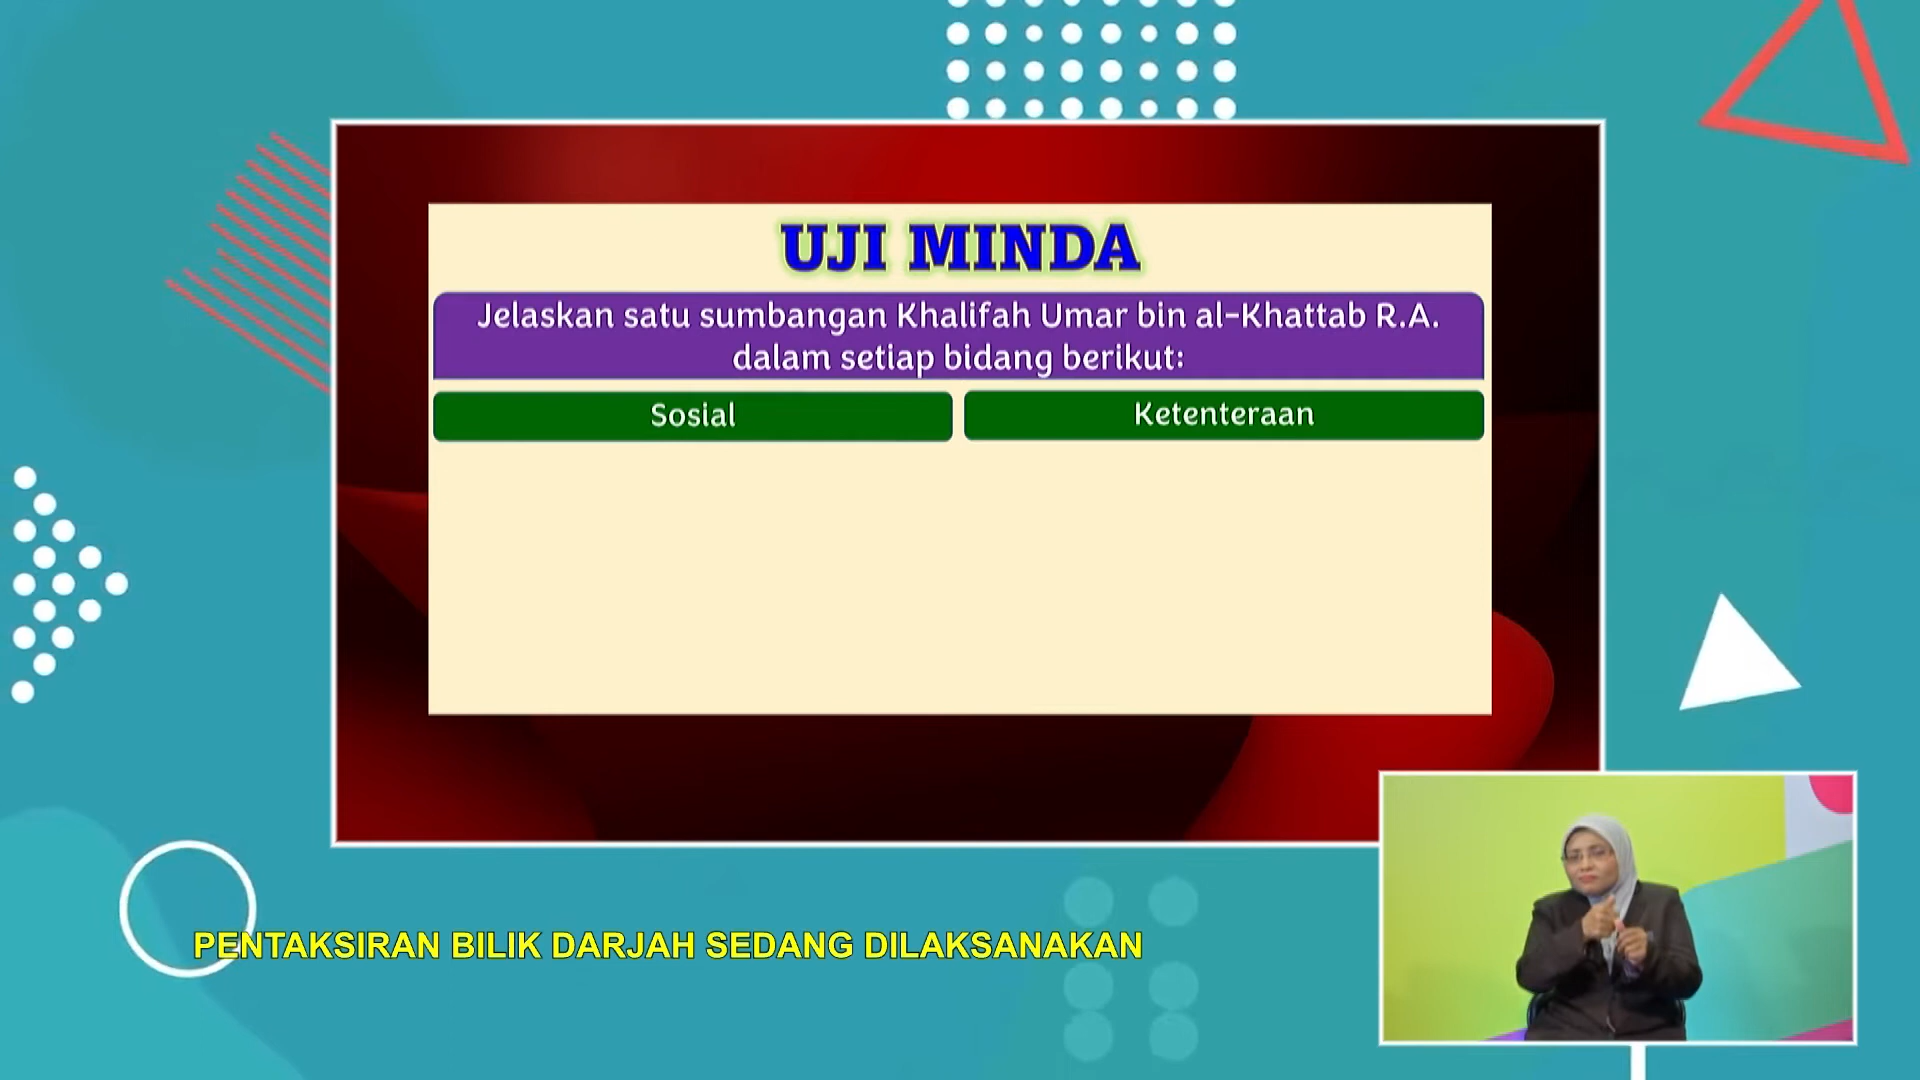 UJI MINDA
Jelaskan satu sumbangan Khalifah Umar bin al-Khattab R.A.
dalam setiap bidang berikut:
Sosial
Ketenteraan
PENTAKSIRAN BILIK DARJAH SEDANG DILAKSANAKAN